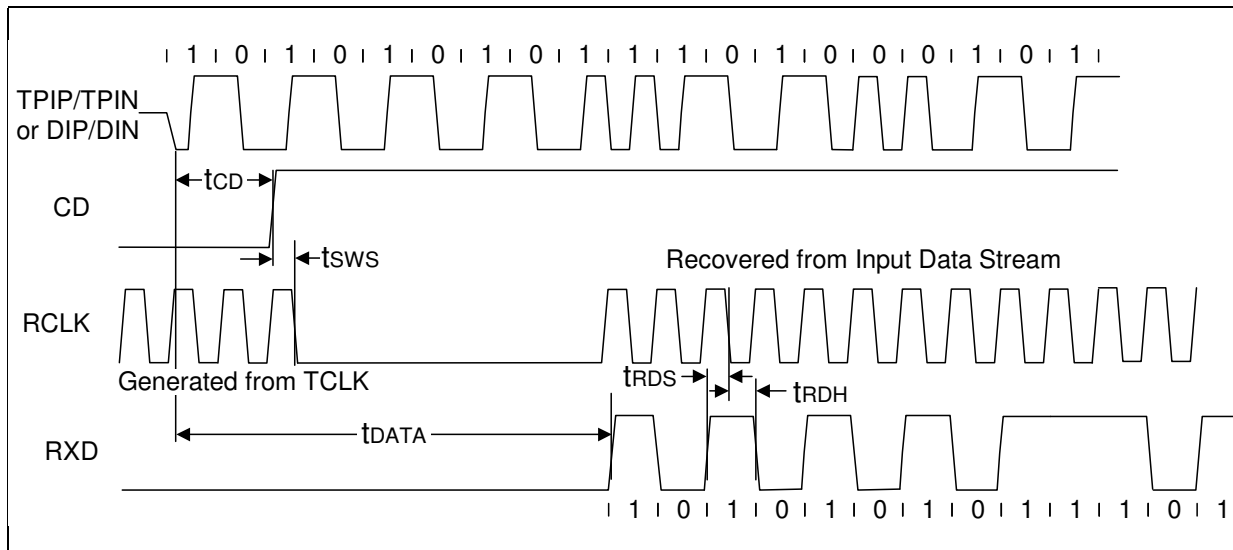 1 0 1 0 1 0 1 0 1 1 1 0 1 0 0 0 1 0 1
TPIP/TPIN
or DIP/DIN
tCD
CD
tSWS
Recovered from Input Data Stream
RCLK
Generated from TCLK
tRDS
tRDH
tDATA
RXD
1 0 1 0 1 0 1 0 1 1 1 0 1